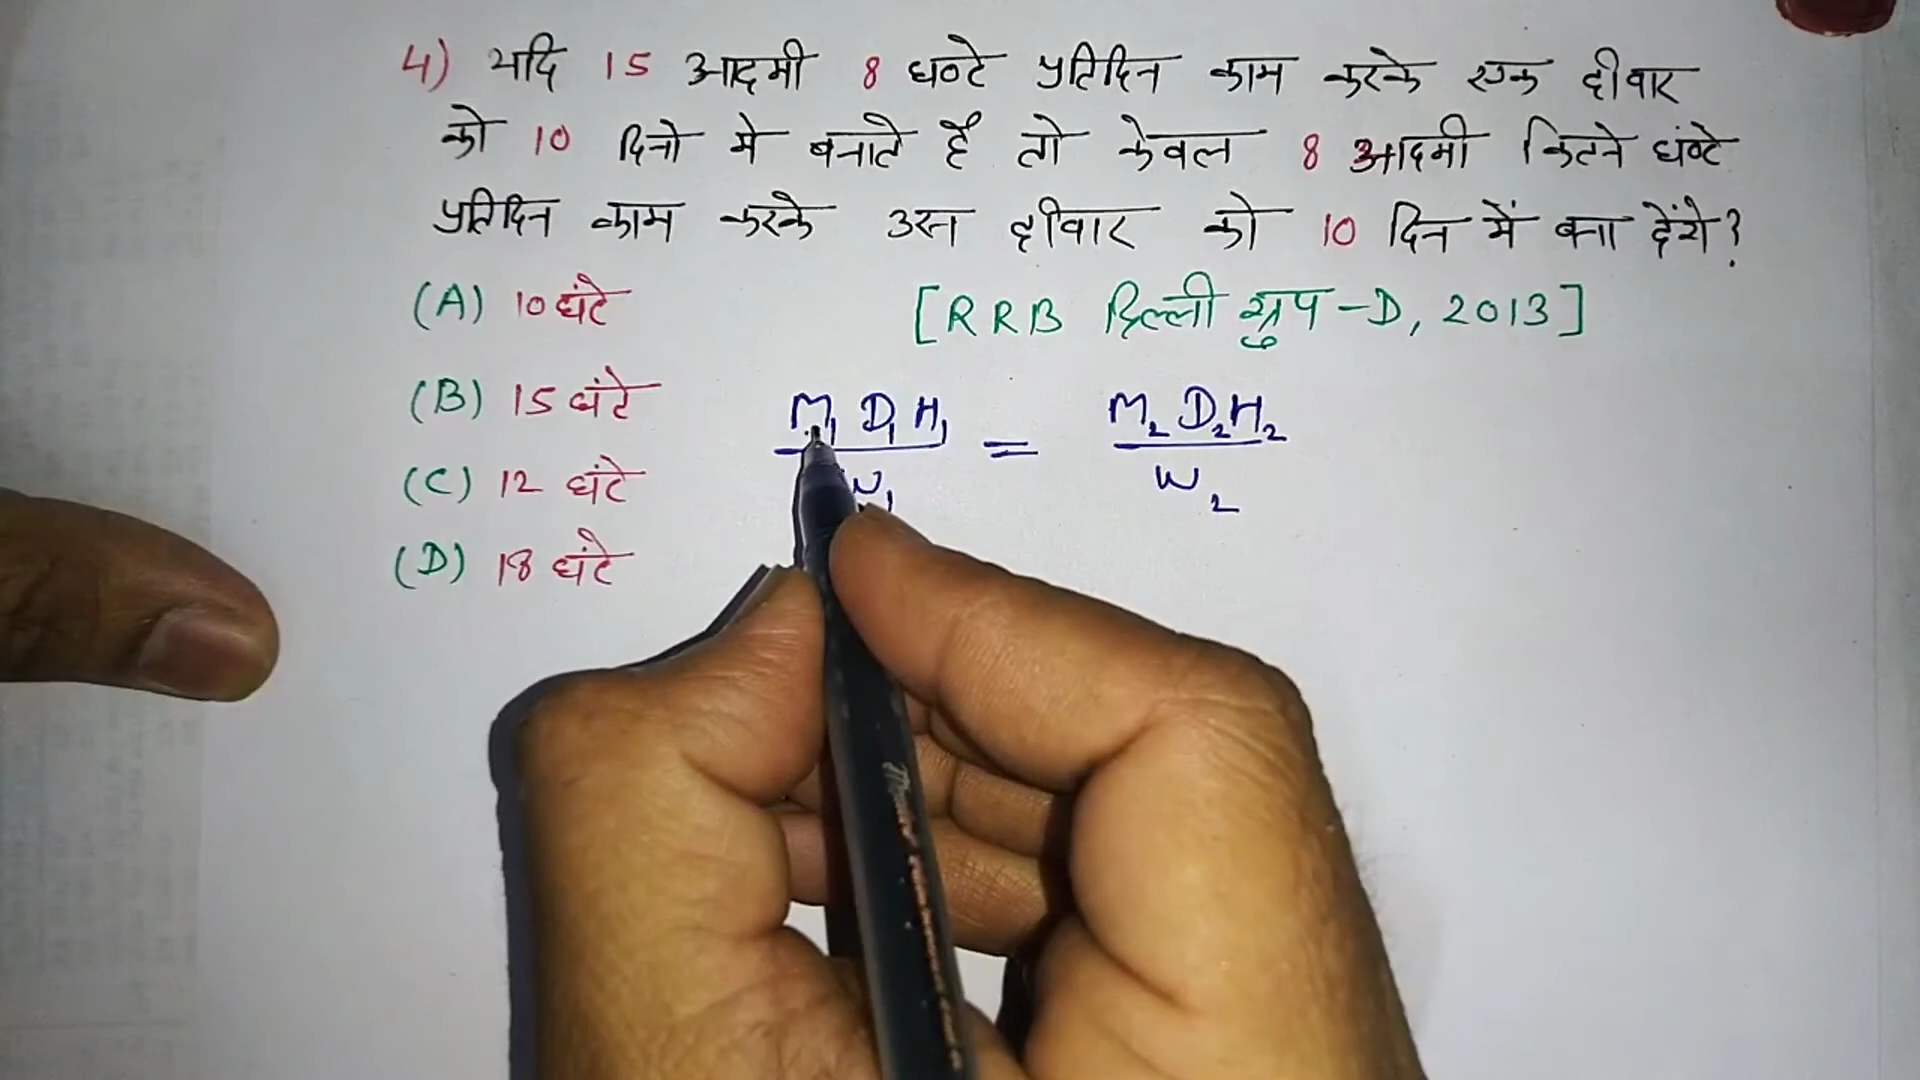 4) यदि 15 आदमी 8 घण्टे प्रतिदिन काम करके एक दीवार
को 10 दिनो मे बनाते हैं तो केवल 8 आदमी कितने घंण्टे
प्रतिदिन काम करके उस दीवार को 10 दिन में बना देंगे?
(A) 10 घंटे [RRB दिल्ली ग्रुप-D, 2013]
(B) 15 घंटे
(C) 12 घंटे
(D) 18 घंटे
M₁ D₁ H₁ = M₂ D₂ H₂
W₁ W₂